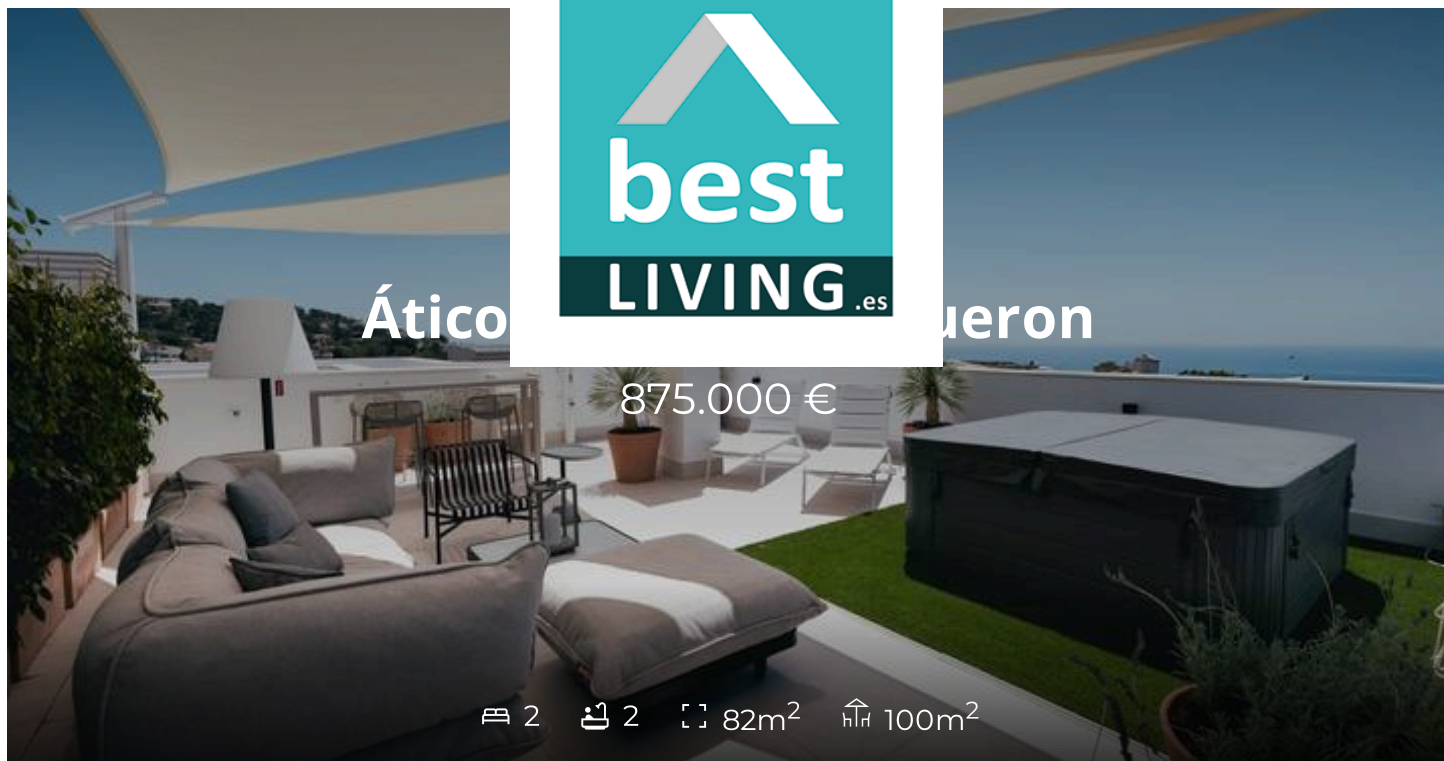 best
LIVING.es
Ático ueron
875.000 €
2 2 82m² 100m²